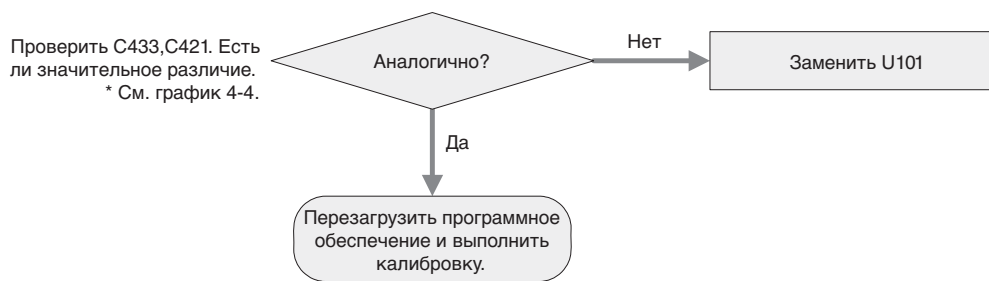 Проверить C433,C421. Есть
ли значительное различие.
* См. график 4-4.
Аналогично?
Нет
Заменить U101
Да
Перезагрузить программное
обеспечение и выполнить
калибровку.